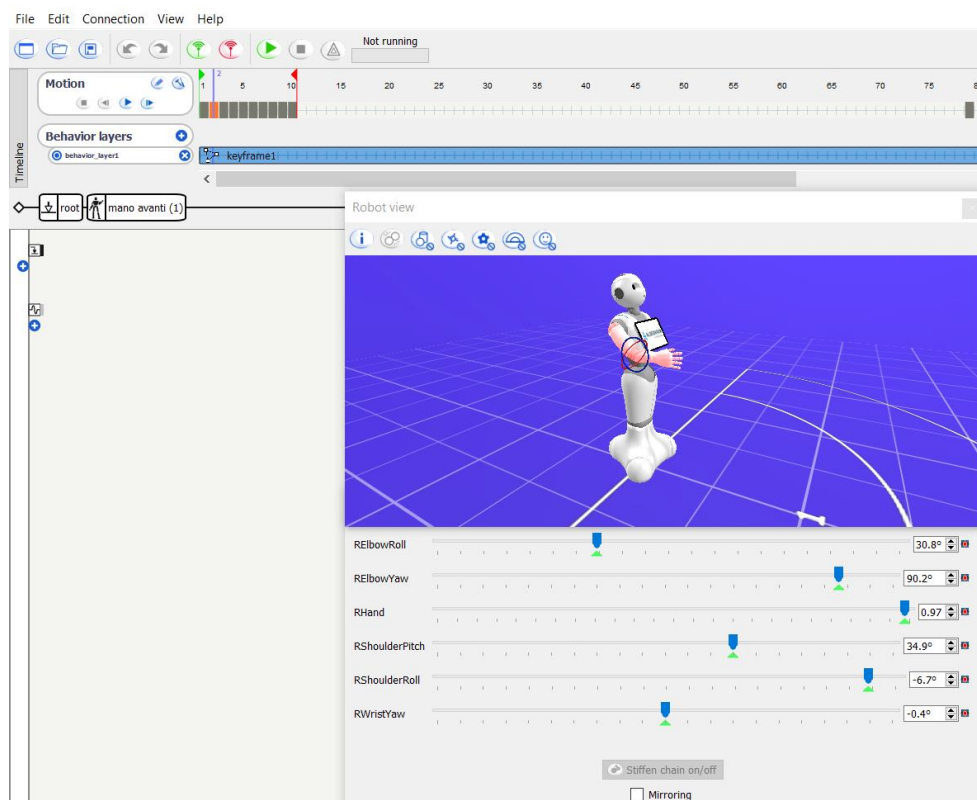 File Edit Connection View Help
Not running
Motion
2
1 5 10 15 20 25 30 35 40 45 50 55 60 65 70 75
Behavior layers
behavior_layer1
keyframe1
Timeline
root mano avanti (1)
Robot view
RElbowRoll 30.8°
RElbowYaw 90.2°
RHand 0.97
RShoulderPitch 34.9°
RShoulderRoll -6.7°
RWristYaw -0.4°
Stiffen chain on/off
Mirroring